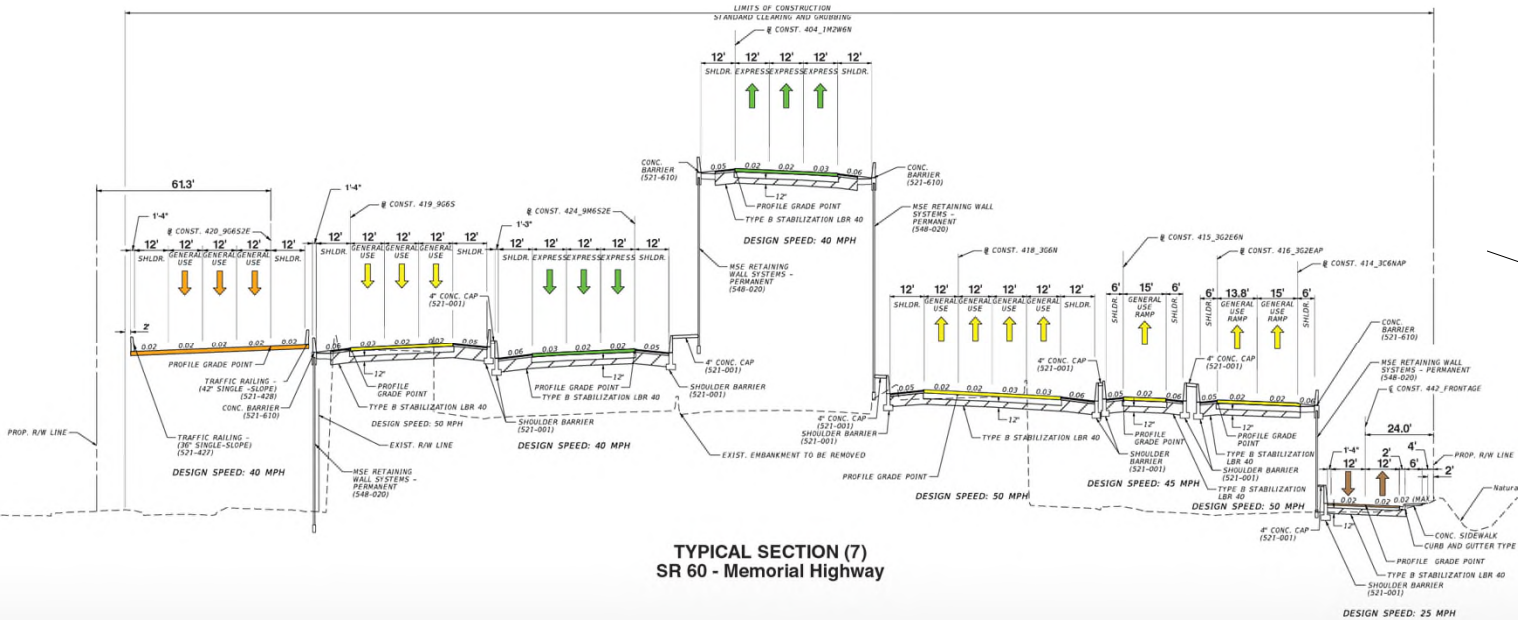 LIMITS OF CONSTRUCTION
STANDARD CLEARING AND GRUBBING
℄ CONST. 404_1M2W6N
12' 12' 12' 12' 12'
SHLDR. EXPRESS EXPRESS EXPRESS SHLDR.
CONC.
BARRIER
(521-610)
0.05 0.02 0.02 0.03 0.06
CONC.
BARRIER
(521-610)
12"
PROFILE GRADE POINT
TYPE B STABILIZATION LBR 40
DESIGN SPEED: 40 MPH
MSE RETAINING WALL
SYSTEMS -
PERMANENT
(548-020)
MSE RETAINING
WALL SYSTEMS -
PERMANENT
(548-020)
61.3'
1'-4"
℄ CONST. 420_9G6S2E
12' 12' 12' 12' 12'
SHLDR. GENERAL USE GENERAL USE GENERAL USE SHLDR.
2'
0.02 0.02 0.02 0.02 0.02
PROFILE GRADE POINT
TRAFFIC RAILING -
(42" SINGLE -SLOPE)
(521-428)
CONC. BARRIER
(521-610)
PROP. R/W LINE
TRAFFIC RAILING -
(36" SINGLE-SLOPE)
(521-427)
DESIGN SPEED: 40 MPH
1'-4"
℄ CONST. 419_9G6S
12' 12' 12' 12' 12'
SHLDR. GENERAL USE GENERAL USE GENERAL USE SHLDR.
0.06 0.03 0.02 0.02 0.05
12"
PROFILE
GRADE POINT
TYPE B STABILIZATION LBR 40
DESIGN SPEED: 50 MPH
EXIST. R/W LINE
MSE RETAINING
WALL SYSTEMS -
PERMANENT
(548-020)
1'-3"
℄ CONST. 424_9M6S2E
12' 12' 12' 12' 12'
SHLDR. EXPRESS EXPRESS EXPRESS SHLDR.
4" CONC. CAP
(521-001)
0.06 0.03 0.02 0.02 0.05
PROFILE GRADE POINT 12"
TYPE B STABILIZATION LBR 40
4" CONC. CAP
(521-001)
SHOULDER BARRIER
(521-001)
SHOULDER BARRIER
(521-001)
DESIGN SPEED: 40 MPH
EXIST. EMBANKMENT TO BE REMOVED
℄ CONST. 418_3G6N
12' 12' 12' 12' 12' 12'
SHLDR. GENERAL USE GENERAL USE GENERAL USE GENERAL USE SHLDR.
0.05 0.02 0.02 0.03 0.03 0.06
4" CONC. CAP
(521-001)
SHOULDER BARRIER
(521-001)
12"
TYPE B STABILIZATION LBR 40
PROFILE GRADE POINT
DESIGN SPEED: 50 MPH
℄ CONST. 415_3G2E6N
6' 15' 6'
SHLDR. GENERAL USE RAMP SHLDR.
4" CONC. CAP
(521-001)
0.05 0.02 0.06
12"
PROFILE
GRADE POINT
SHOULDER
BARRIER
(521-001)
DESIGN SPEED: 45 MPH
℄ CONST. 416_3G2EAP
℄ CONST. 414_3C6NAP
6' 13.8' 15' 6'
SHLDR. GENERAL USE RAMP GENERAL USE RAMP SHLDR.
4" CONC. CAP
(521-001)
0.05 0.02 0.02 0.06
12"
PROFILE GRADE
POINT
TYPE B STABILIZATION
LBR 40
SHOULDER BARRIER
(521-001)
TYPE B STABILIZATION
LBR 40
DESIGN SPEED: 50 MPH
CONC.
BARRIER
(521-610)
MSE RETAINING WALL
SYSTEMS - PERMANENT
(548-020)
℄ CONST. 442_FRONTAGE
24.0'
1'-4" 2' 4'
12' 12' 6' 2'
PROP. R/W LINE
Natura
0.02 0.02 0.02 (MAX.)
12"
4" CONC. CAP
(521-001)
CONC. SIDEWALK
CURB AND GUTTER TYPE
PROFILE GRADE POINT
TYPE B STABILIZATION LBR 40
SHOULDER BARRIER
(521-001)
DESIGN SPEED: 25 MPH
TYPICAL SECTION (7)
SR 60 - Memorial Highway